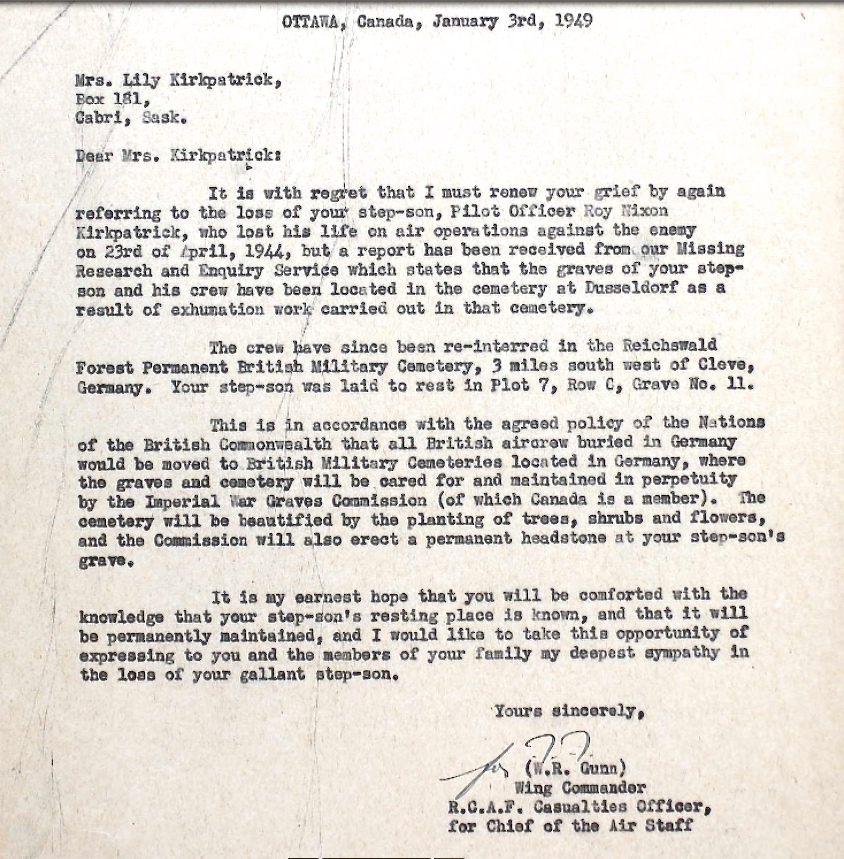 OTTAWA, Canada, January 3rd, 1949
Mrs. Lily Kirkpatrick,
Box 181,
Cabri, Sask.
Dear Mrs. Kirkpatrick:
It is with regret that I must renew your grief by again
referring to the loss of your step-son, Pilot Officer Roy Nixon
Kirkpatrick, who lost his life on air operations against the enemy
on 23rd of April, 1944, but a report has been received from our Missing
Research and Enquiry Service which states that the graves of your step-
son and his crew have been located in the cemetery at Dusseldorf as a
result of exhumation work carried out in that cemetery.
The crew have since been re-interred in the Reichswald
Forest Permanent British Military Cemetery, 3 miles south west of Cleve,
Germany. Your step-son was laid to rest in Plot 7, Row C, Grave No. 11.
This is in accordance with the agreed policy of the Nations
of the British Commonwealth that all British aircrew buried in Germany
would be moved to British Military Cemeteries located in Germany, where
the graves and cemetery will be cared for and maintained in perpetuity
by the Imperial War Graves Commission (of which Canada is a member). The
cemetery will be beautified by the planting of trees, shrubs and flowers,
and the Commission will also erect a permanent headstone at your step-son's
grave.
It is my earnest hope that you will be comforted with the
knowledge that your step-son's resting place is known, and that it will
be permanently maintained, and I would like to take this opportunity of
expressing to you and the members of your family my deepest sympathy in
the loss of your gallant step-son.
Yours sincerely,
for (W.R. Gunn)
Wing Commander
R.C.A.F. Casualties Officer,
for Chief of the Air Staff